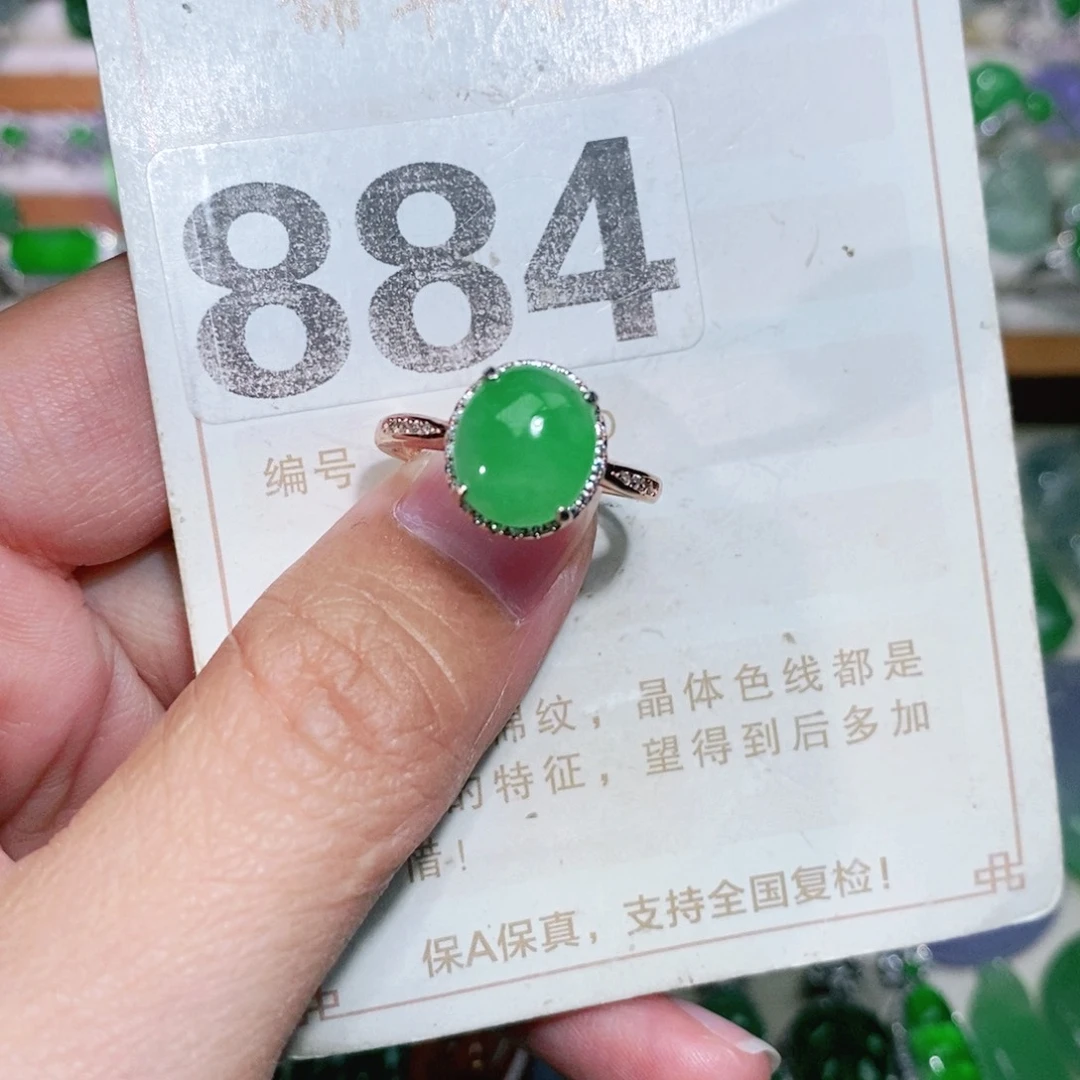 884
编号
纹，晶体色线都是
的特征，望得到后多加
惜！
保A保真，支持全国复检！